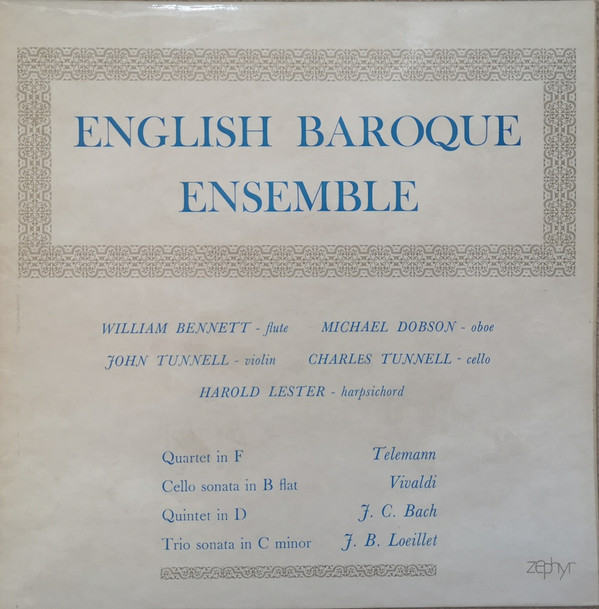 ENGLISH BAROQUE
ENSEMBLE
WILLIAM BENNETT - flute MICHAEL DOBSON - oboe
JOHN TUNNELL - violin CHARLES TUNNELL - cello
HAROLD LESTER - harpsichord
Quartet in F Telemann
Cello sonata in B flat Vivaldi
Quintet in D J. C. Bach
Trio sonata in C minor J. B. Loeillet
zephyr